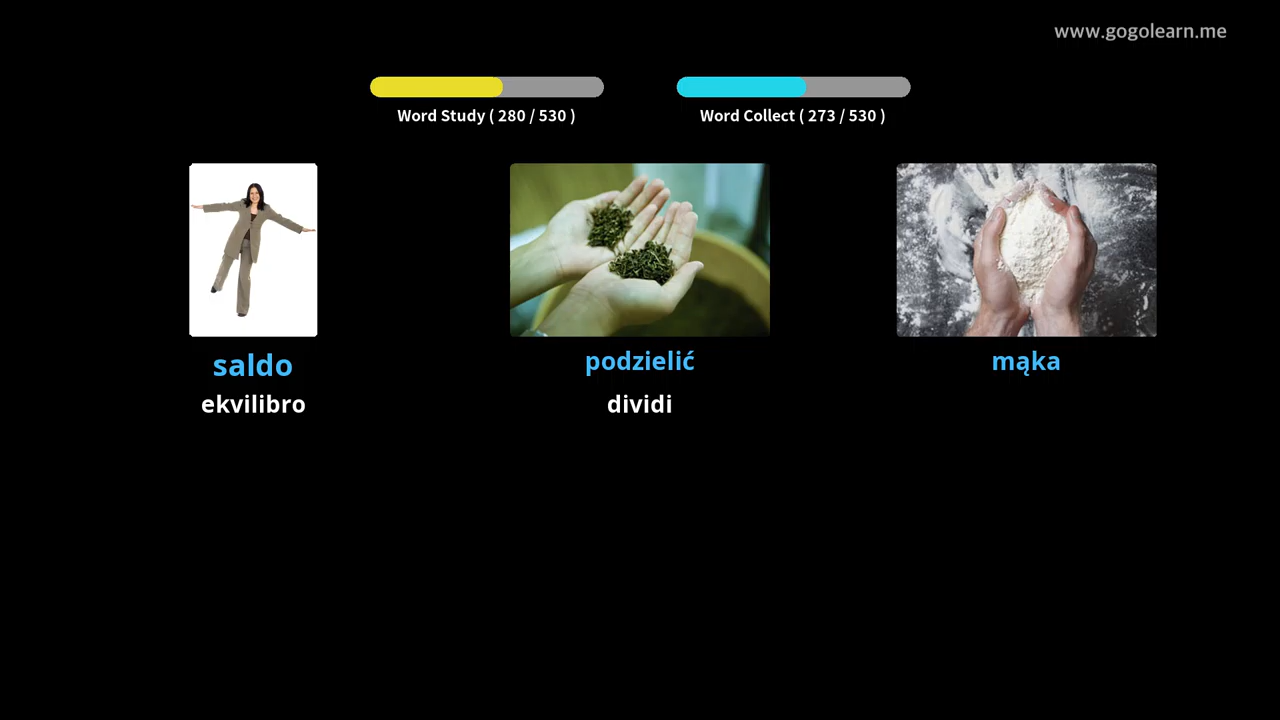 www.gogolearn.me
Word Study ( 280 / 530 )
Word Collect ( 273 / 530 )
saldo
podzielić
mąka
ekvilibro
dividi